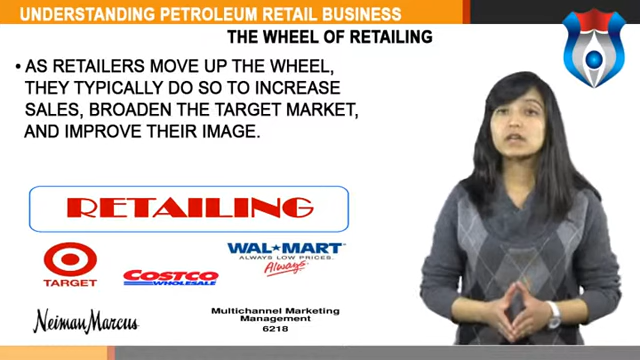 UNDERSTANDING PETROLEUM RETAIL BUSINESS
THE WHEEL OF RETAILING
• AS RETAILERS MOVE UP THE WHEEL,
THEY TYPICALLY DO SO TO INCREASE
SALES, BROADEN THE TARGET MARKET,
AND IMPROVE THEIR IMAGE.
RETAILING
TARGET
COSTCO
WHOLESALE
WAL★MART
ALWAYS LOW PRICES.
Always
Neiman Marcus
Multichannel Marketing
Management
6218